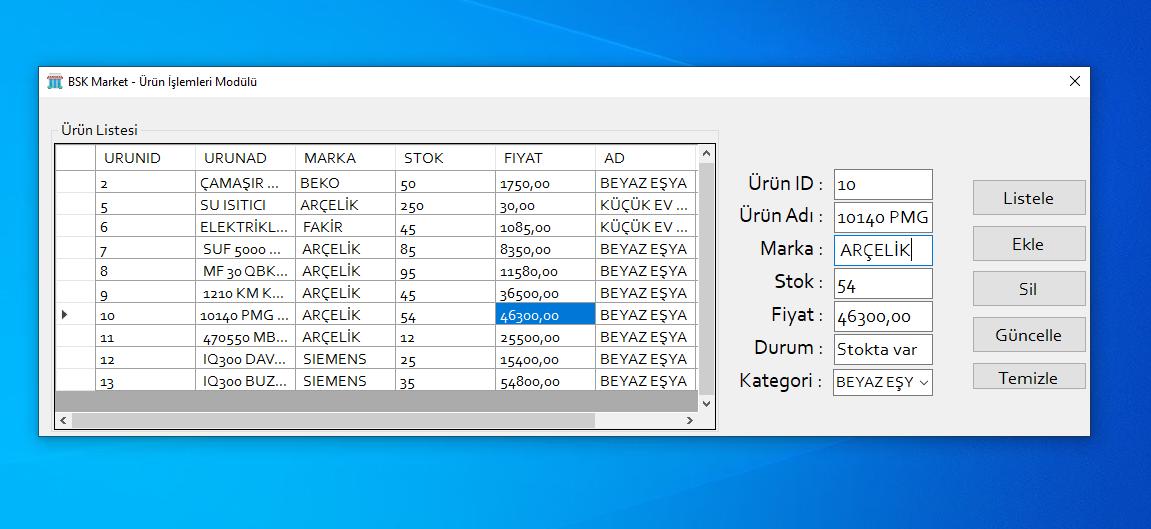 BSK Market - Ürün İşlemleri Modülü
Ürün Listesi
URUNID URUNAD MARKA STOK FIYAT AD
2 ÇAMAŞIR ... BEKO 50 1750,00 BEYAZ EŞYA
5 SU ISITICI ARÇELİK 250 30,00 KÜÇÜK EV ...
6 ELEKTRİKL... FAKİR 45 1085,00 KÜÇÜK EV ...
7 SUF 5000 ... ARÇELİK 85 8350,00 BEYAZ EŞYA
8 MF 30 QBK... ARÇELİK 95 11580,00 BEYAZ EŞYA
9 1210 KM K... ARÇELİK 45 36500,00 BEYAZ EŞYA
10 10140 PMG ... ARÇELİK 54 46300,00 BEYAZ EŞYA
11 470550 MB... ARÇELİK 12 25500,00 BEYAZ EŞYA
12 IQ300 DAV... SIEMENS 25 15400,00 BEYAZ EŞYA
13 IQ300 BUZ... SIEMENS 35 54800,00 BEYAZ EŞYA
Ürün ID : 10
Ürün Adı : 10140 PMG
Marka : ARÇELİK
Stok : 54
Fiyat : 46300,00
Durum : Stokta var
Kategori : BEYAZ EŞY
Listele
Ekle
Sil
Güncelle
Temizle